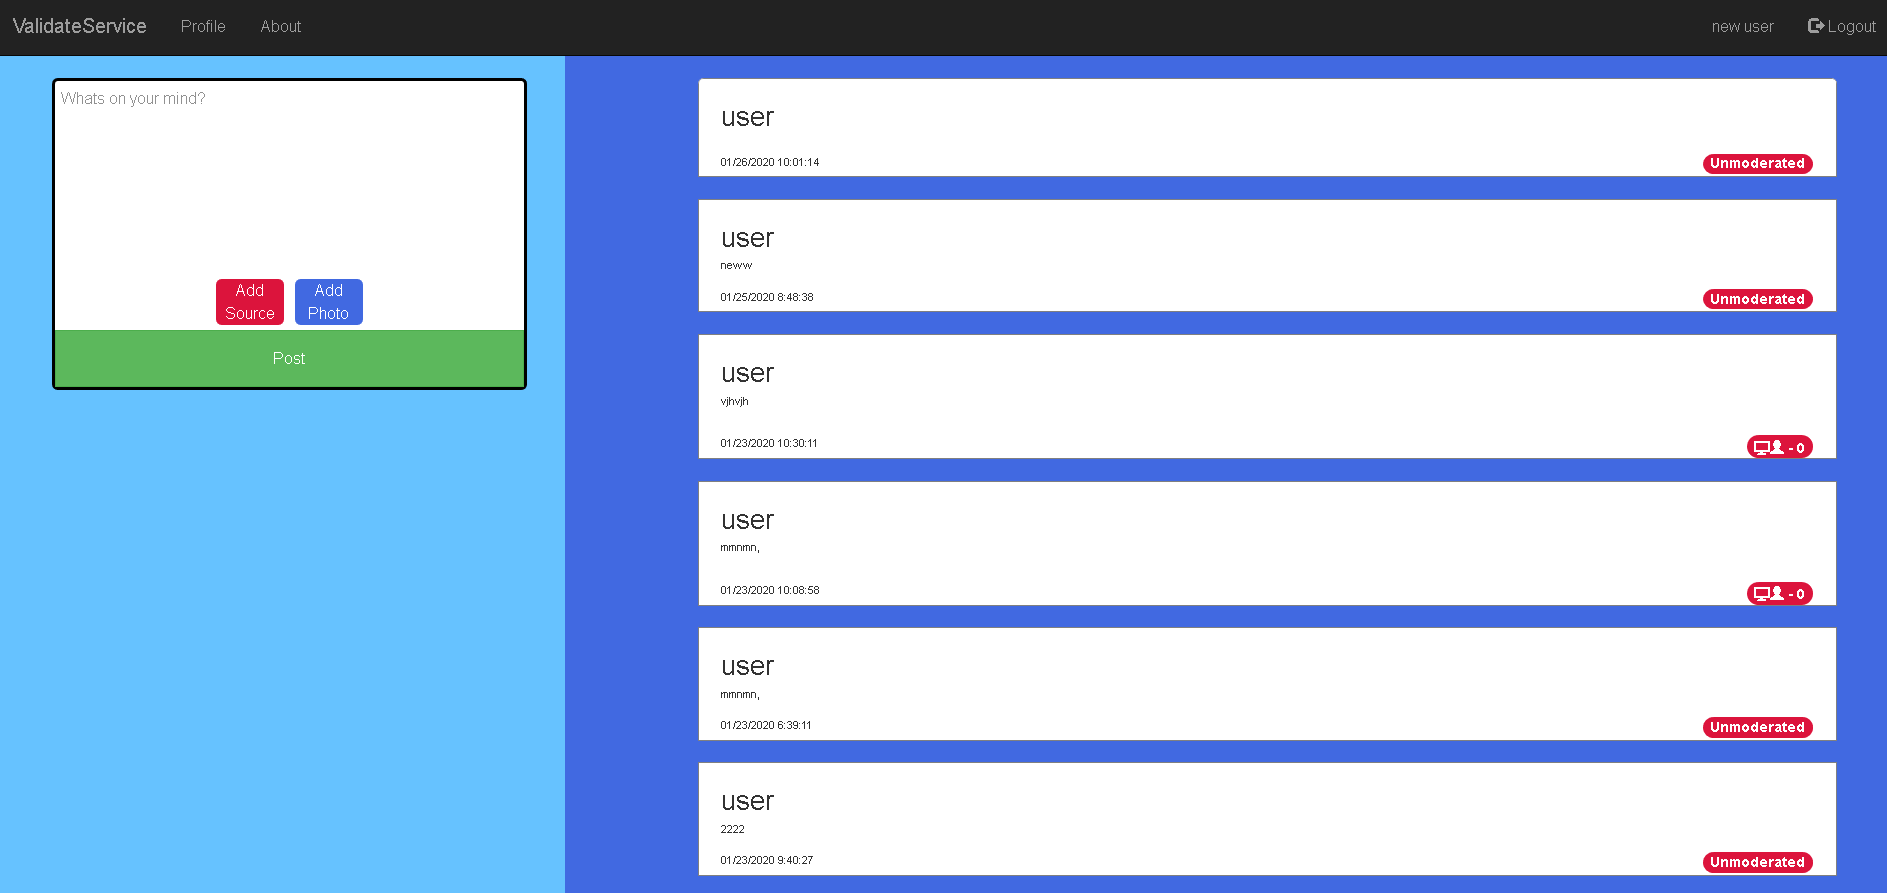 ValidateService Profile About new user Logout
Whats on your mind?
Add
Source
Add
Photo
Post
user
01/26/2020 10:01:14
Unmoderated
user
neww
01/25/2020 8:48:38
Unmoderated
user
vjhvjh
01/23/2020 10:30:11
- 0
user
mmnmn,
01/23/2020 10:08:58
- 0
user
mmnmn,
01/23/2020 6:39:11
Unmoderated
user
2222
01/23/2020 9:40:27
Unmoderated